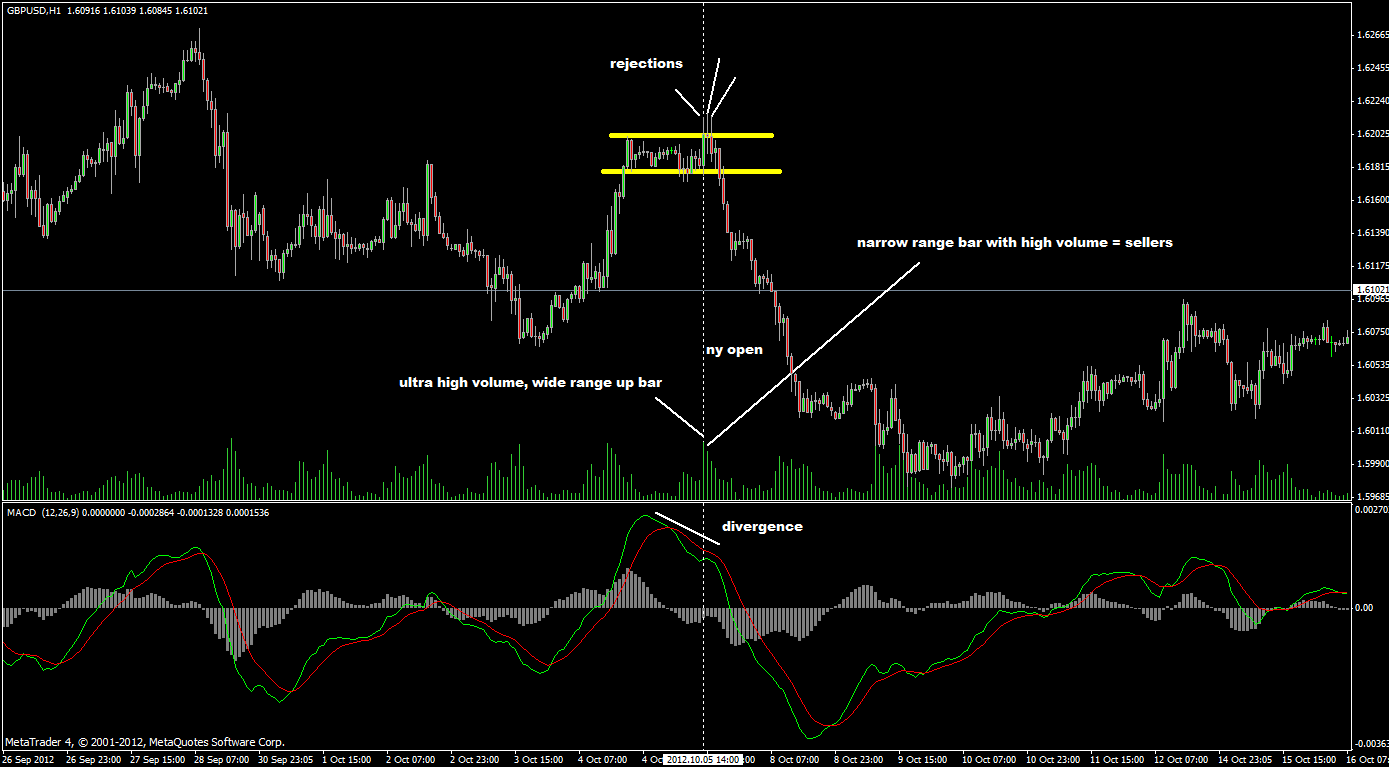 GBPUSD,H1 1.60916 1.61039 1.60845 1.61021
rejections
narrow range bar with high volume = sellers
ny open
ultra high volume, wide range up bar
1.62665
1.62455
1.62240
1.62025
1.61815
1.61600
1.61390
1.61175
1.61021
1.60965
1.60750
1.60535
1.60325
1.60110
1.59900
1.59685
MACD (12,26,9) 0.0000000 -0.0002864 -0.0001328 0.0001536
divergence
0.00270
0.00
-0.00363
MetaTrader 4, © 2001-2012, MetaQuotes Software Corp.
26 Sep 2012 26 Sep 23:00 27 Sep 15:00 28 Sep 07:00 30 Sep 23:05 1 Oct 15:00 2 Oct 07:00 2 Oct 23:00 3 Oct 15:00 4 Oct 07:00 4 Oc 2012.10.05 14:00 :00 8 Oct 07:00 8 Oct 23:00 9 Oct 15:00 10 Oct 07:00 10 Oct 23:00 11 Oct 15:00 12 Oct 07:00 14 Oct 23:05 15 Oct 15:00 16 Oct 07: